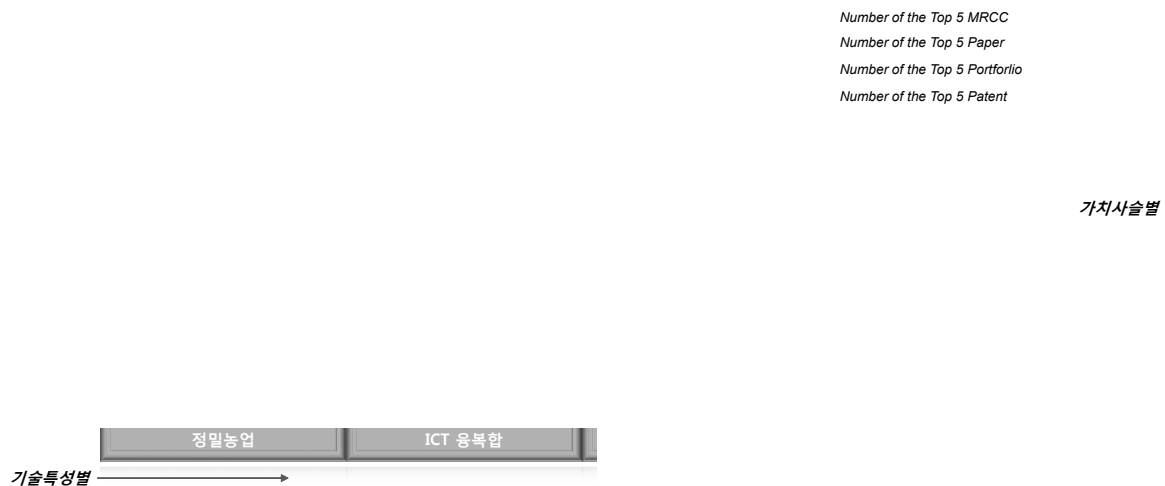 Number of the Top 5 MRCC
Number of the Top 5 Paper
Number of the Top 5 Portforlio
Number of the Top 5 Patent
가치사슬별
정밀농업
ICT 융복합
기술특성별